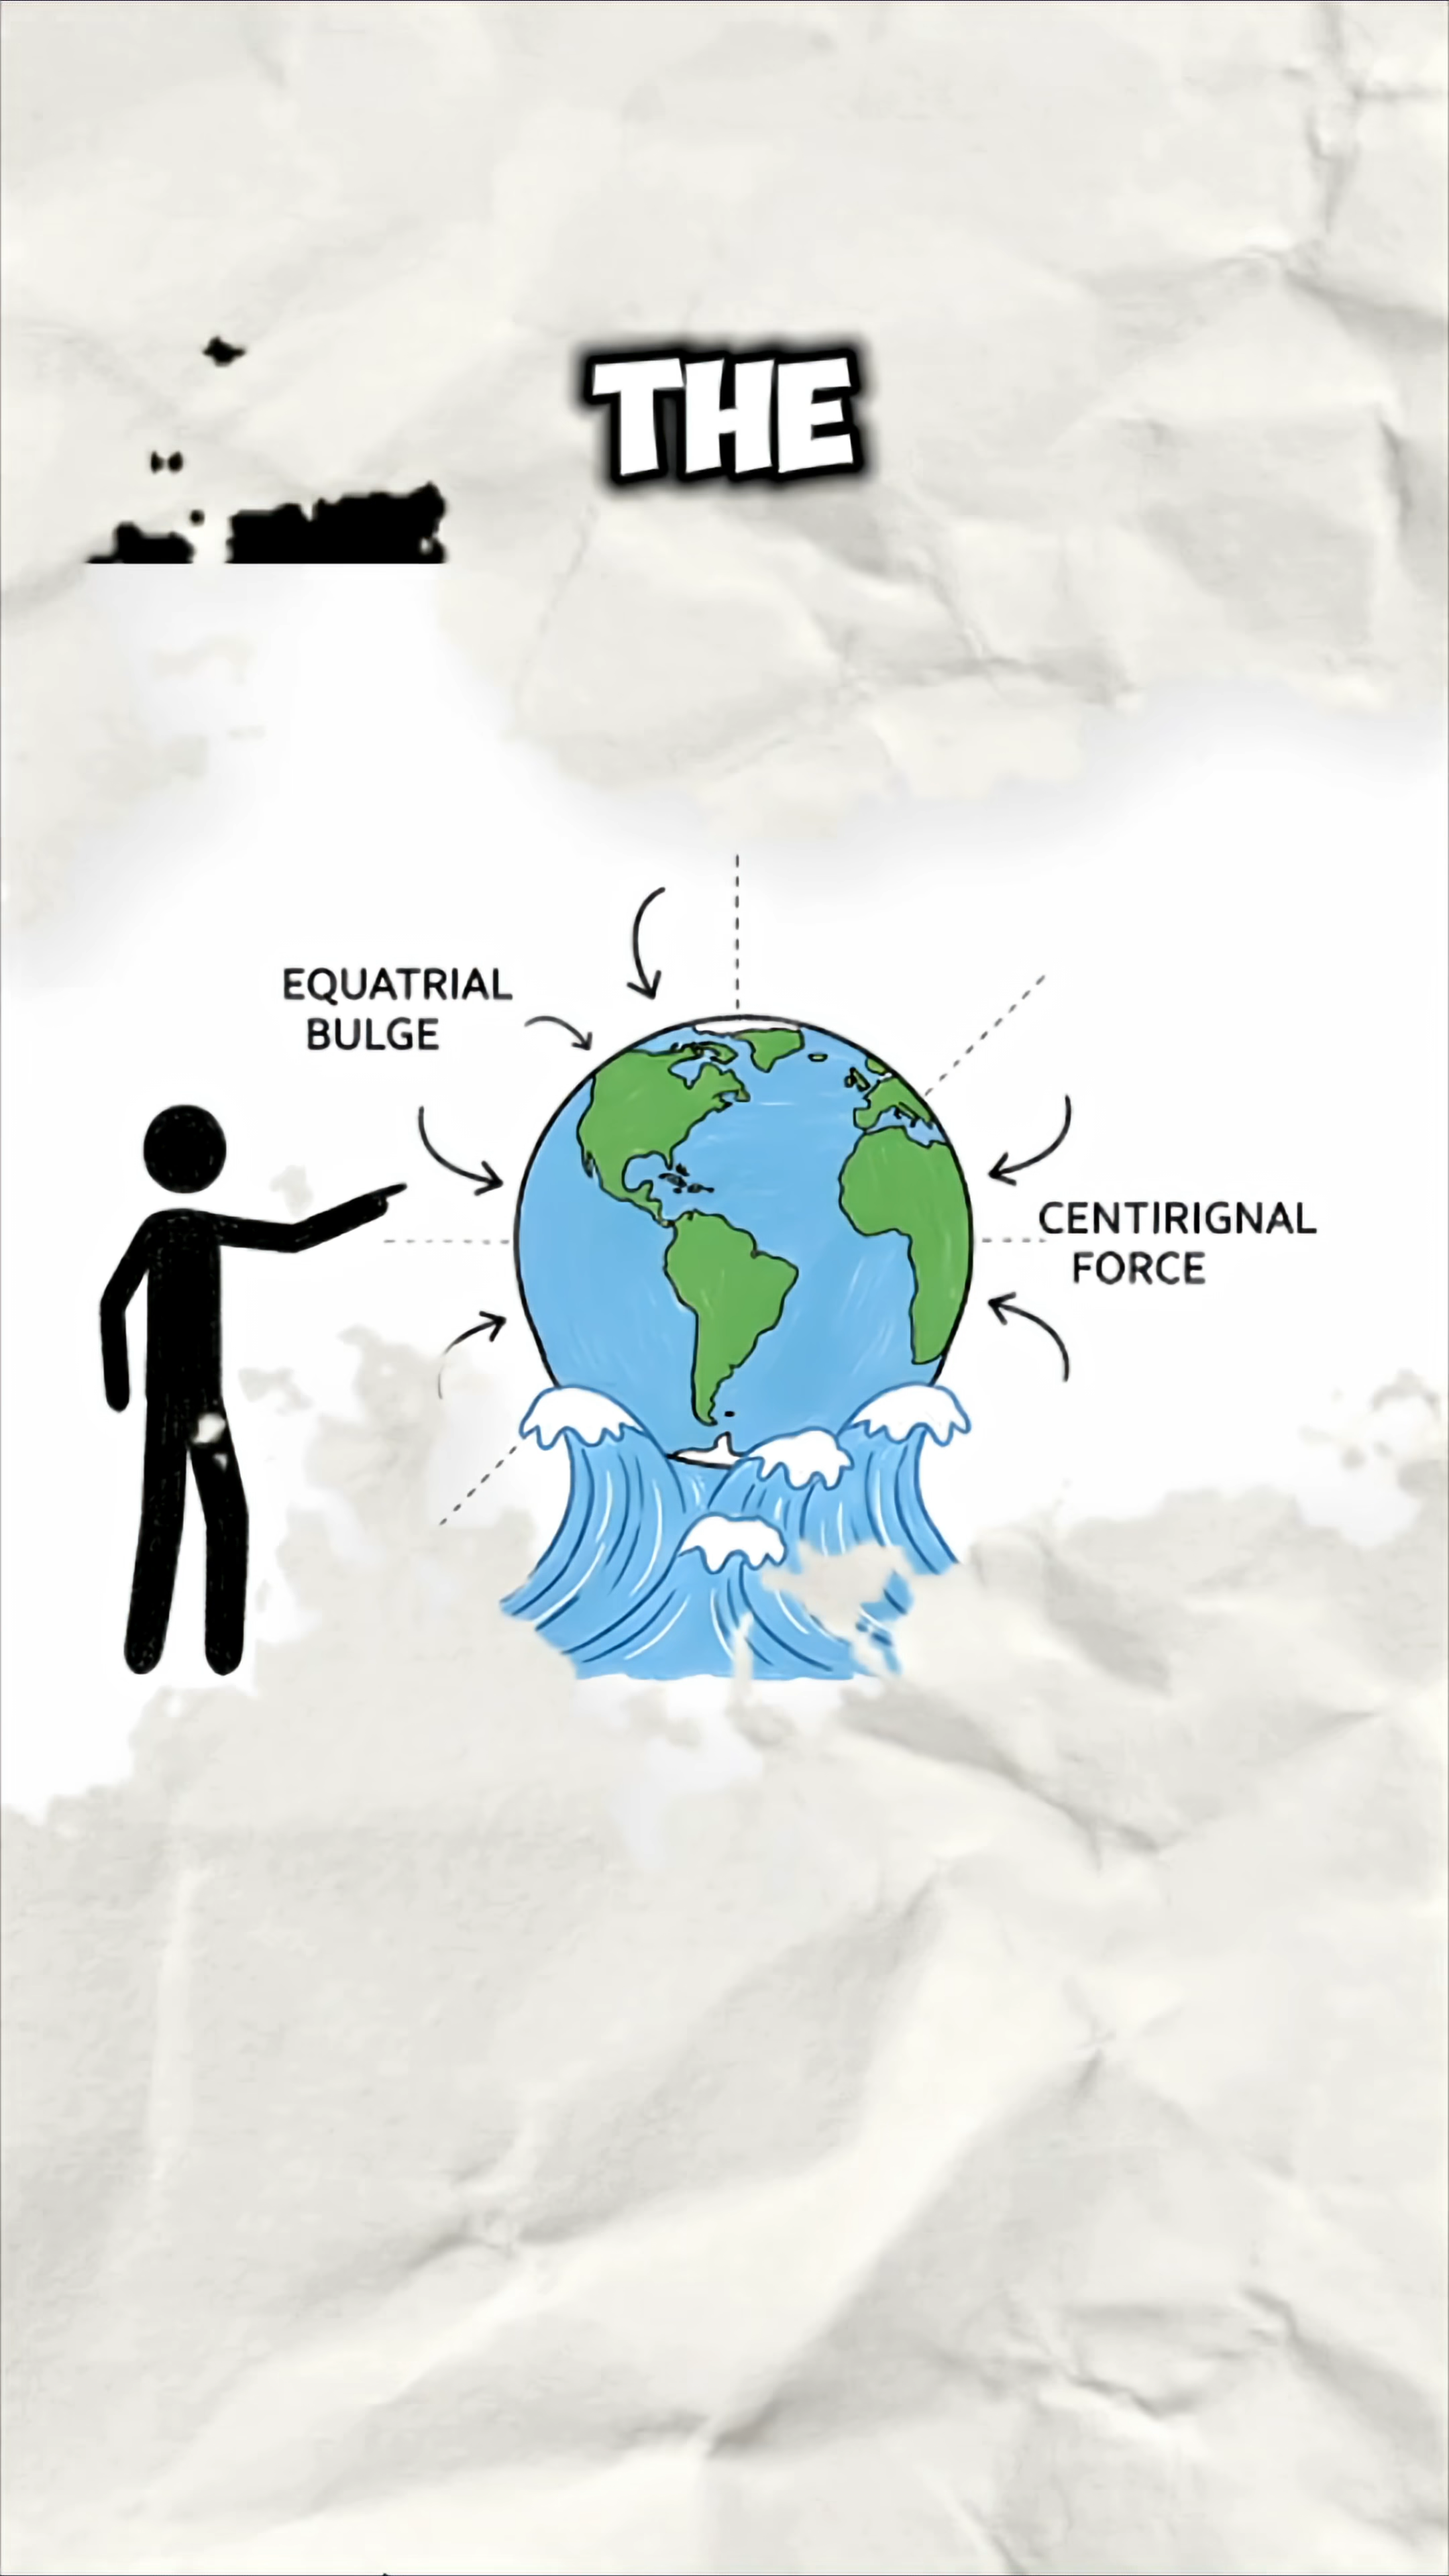 THE
EQUATRIAL
BULGE
CENTIRIGNAL
FORCE